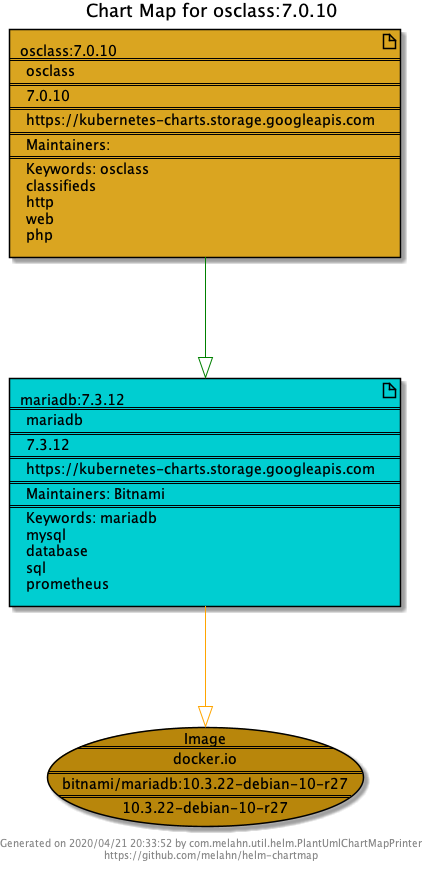 Chart Map for osclass:7.0.10
osclass:7.0.10
osclass
7.0.10
https://kubernetes-charts.storage.googleapis.com
Maintainers:
Keywords: osclass
classifieds
http
web
php
mariadb:7.3.12
mariadb
7.3.12
https://kubernetes-charts.storage.googleapis.com
Maintainers: Bitnami
Keywords: mariadb
mysql
database
sql
prometheus
Image
docker.io
bitnami/mariadb:10.3.22-debian-10-r27
10.3.22-debian-10-r27
Generated on 2020/04/21 20:33:52 by com.melahn.util.helm.PlantUmlChartMapPrinter
https://github.com/melahn/helm-chartmap